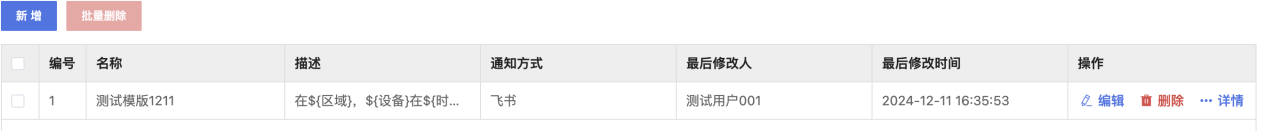 新 增 批量删除
编号 名称 描述 通知方式 最后修改人 最后修改时间 操作
1 测试模版1211 在${区域}，${设备}在${时... 飞书 测试用户001 2024-12-11 16:35:53 编辑 删除 详情